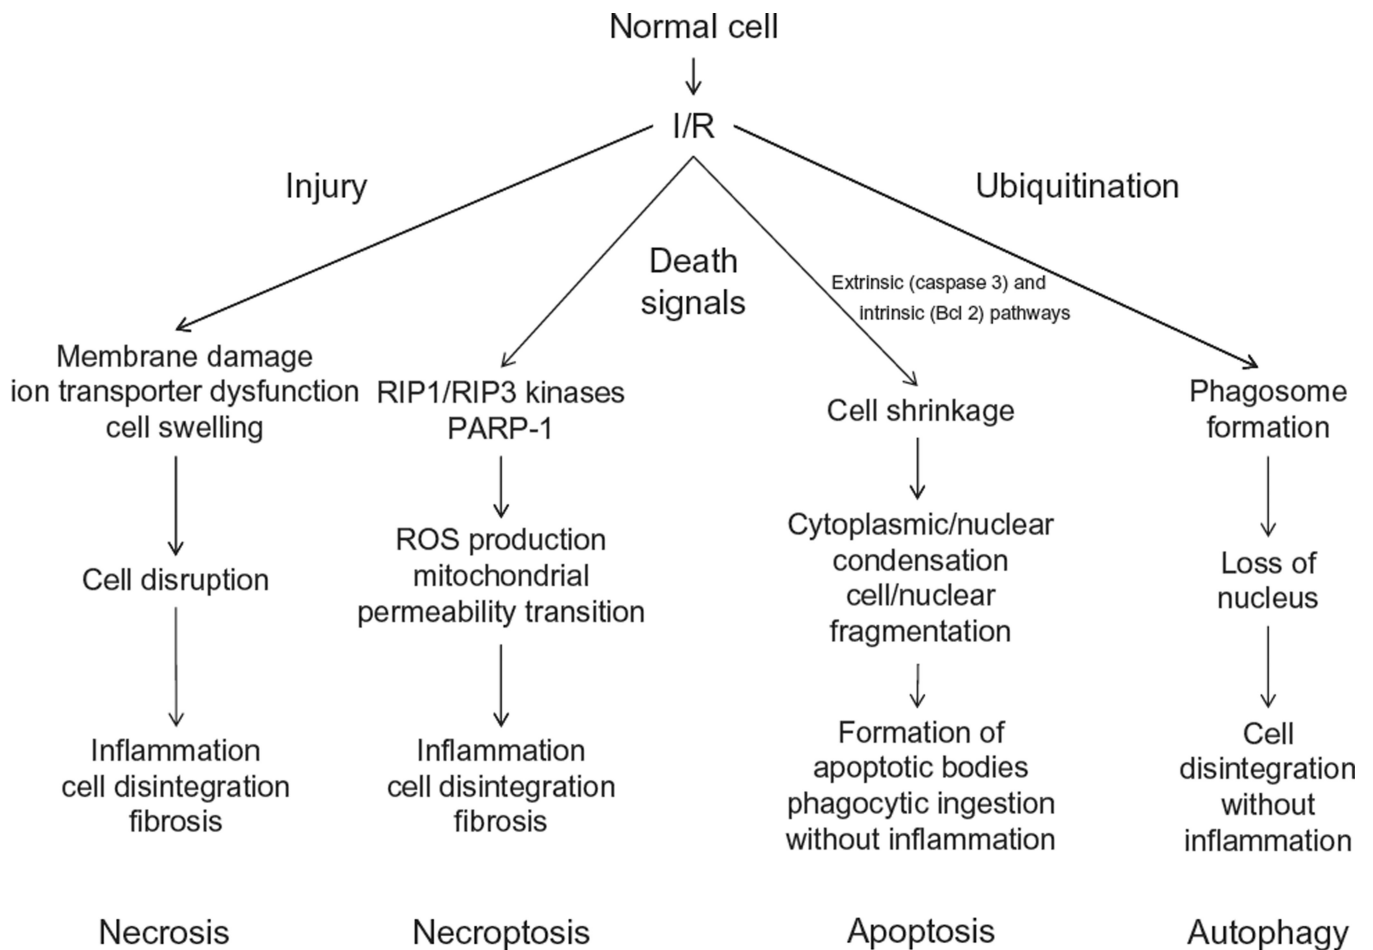 Normal cell
I/R
Injury
Ubiquitination
Death
signals
Extrinsic (caspase 3) and
intrinsic (Bcl 2) pathways
Membrane damage
ion transporter dysfunction
cell swelling
Cell disruption
Inflammation
cell disintegration
fibrosis
Necrosis
RIP1/RIP3 kinases
PARP-1
ROS production
mitochondrial
permeability transition
Inflammation
cell disintegration
fibrosis
Necroptosis
Cell shrinkage
Cytoplasmic/nuclear
condensation
cell/nuclear
fragmentation
Formation of
apoptotic bodies
phagocytic ingestion
without inflammation
Apoptosis
Phagosome
formation
Loss of
nucleus
Cell
disintegration
without
inflammation
Autophagy